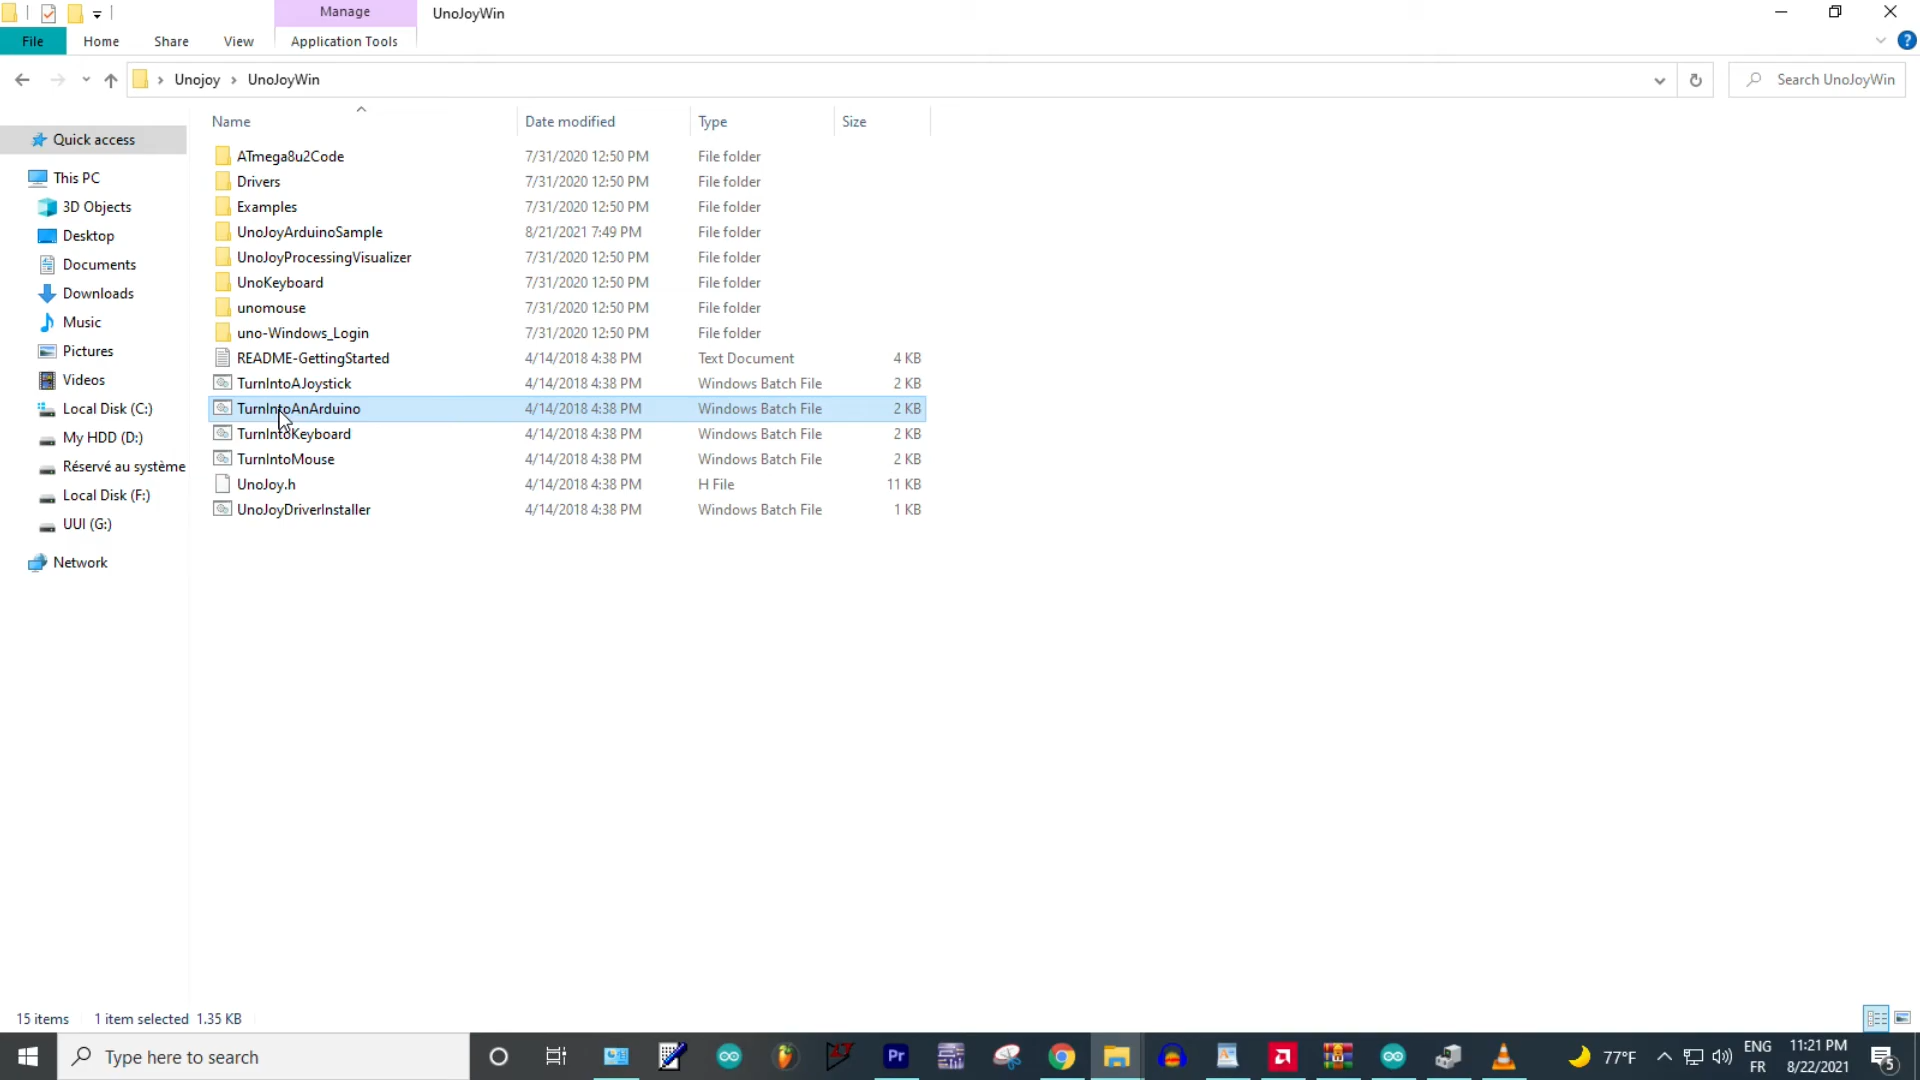 Manage
UnoJoyWin
File
Home
Share
View
Application Tools
Unojoy
UnoJoyWin
Search UnoJoyWin
Name
Date modified
Type
Size
Quick access
This PC
3D Objects
Desktop
Documents
Downloads
Music
Pictures
Videos
Local Disk (C:)
My HDD (D:)
Réservé au système
Local Disk (F:)
UUI (G:)
Network
ATmega8u2Code 7/31/2020 12:50 PM File folder
Drivers 7/31/2020 12:50 PM File folder
Examples 7/31/2020 12:50 PM File folder
UnoJoyArduinoSample 8/21/2021 7:49 PM File folder
UnoJoyProcessingVisualizer 7/31/2020 12:50 PM File folder
UnoKeyboard 7/31/2020 12:50 PM File folder
unomouse 7/31/2020 12:50 PM File folder
uno-Windows_Login 7/31/2020 12:50 PM File folder
README-GettingStarted 4/14/2018 4:38 PM Text Document 4 KB
TurnIntoAJoystick 4/14/2018 4:38 PM Windows Batch File 2 KB
TurnIntoAnArduino 4/14/2018 4:38 PM Windows Batch File 2 KB
TurnIntoKeyboard 4/14/2018 4:38 PM Windows Batch File 2 KB
TurnIntoMouse 4/14/2018 4:38 PM Windows Batch File 2 KB
UnoJoy.h 4/14/2018 4:38 PM H File 11 KB
UnoJoyDriverInstaller 4/14/2018 4:38 PM Windows Batch File 1 KB
15 items 1 item selected 1.35 KB
Type here to search
Pr
77°F
ENG
FR
11:21 PM
8/22/2021
5